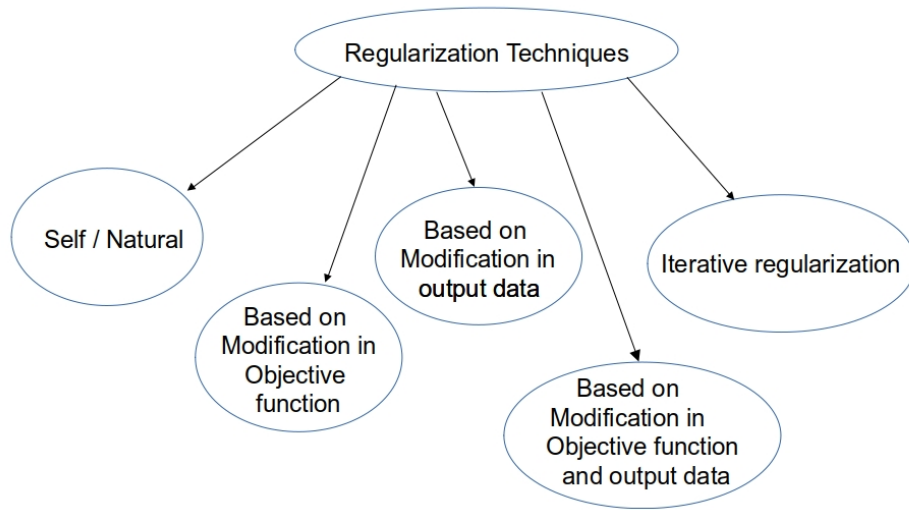 Regularization Techniques
Self / Natural
Based on
Modification in
Objective
function
Based on
Modification in
output data
Based on
Modification in
Objective function
and output data
Iterative regularization